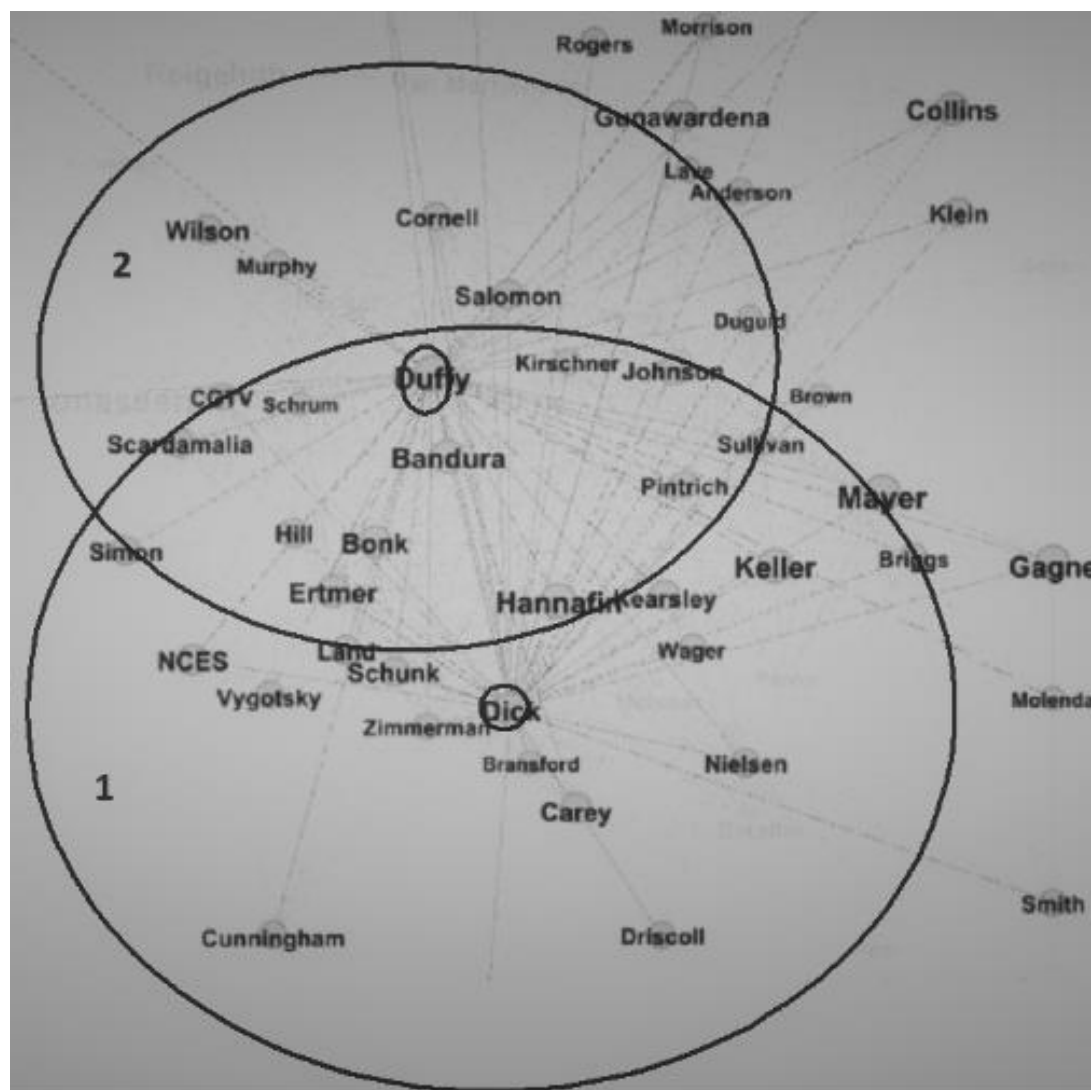 Morrison
Rogers
Collins
Gunawardena
Lave
Anderson
Klein
Cornell
Wilson
2
Murphy
Salomon
Duguid
Kirschner
Johnson
Duffy
Brown
Schrum
Scardamalia
Sullivan
Bandura
Pintrich
Mayer
Hill
Bonk
Simon
Briggs
Keller
Gagne
Ertmer
Hannafin
Kearsley
Land
Wager
NCES
Schunk
Vygotsky
Molenda
Dick
Zimmerman
Bransford
Nielsen
1
Carey
Smith
Cunningham
Driscoll